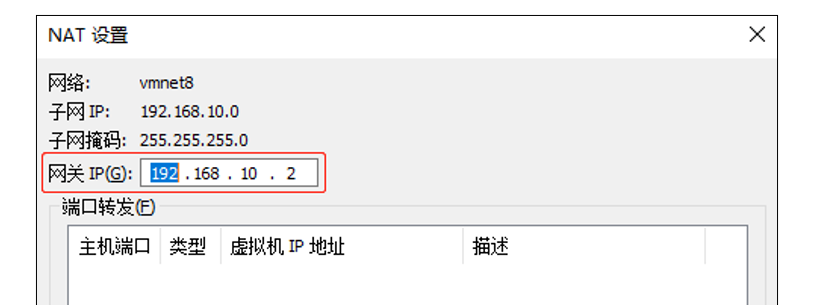 NAT 设置
网络: vmnet8
子网 IP: 192.168.10.0
子网掩码: 255.255.255.0
网关 IP(G): 192 . 168 . 10 . 2
端口转发(F)
主机端口 类型 虚拟机 IP 地址 描述